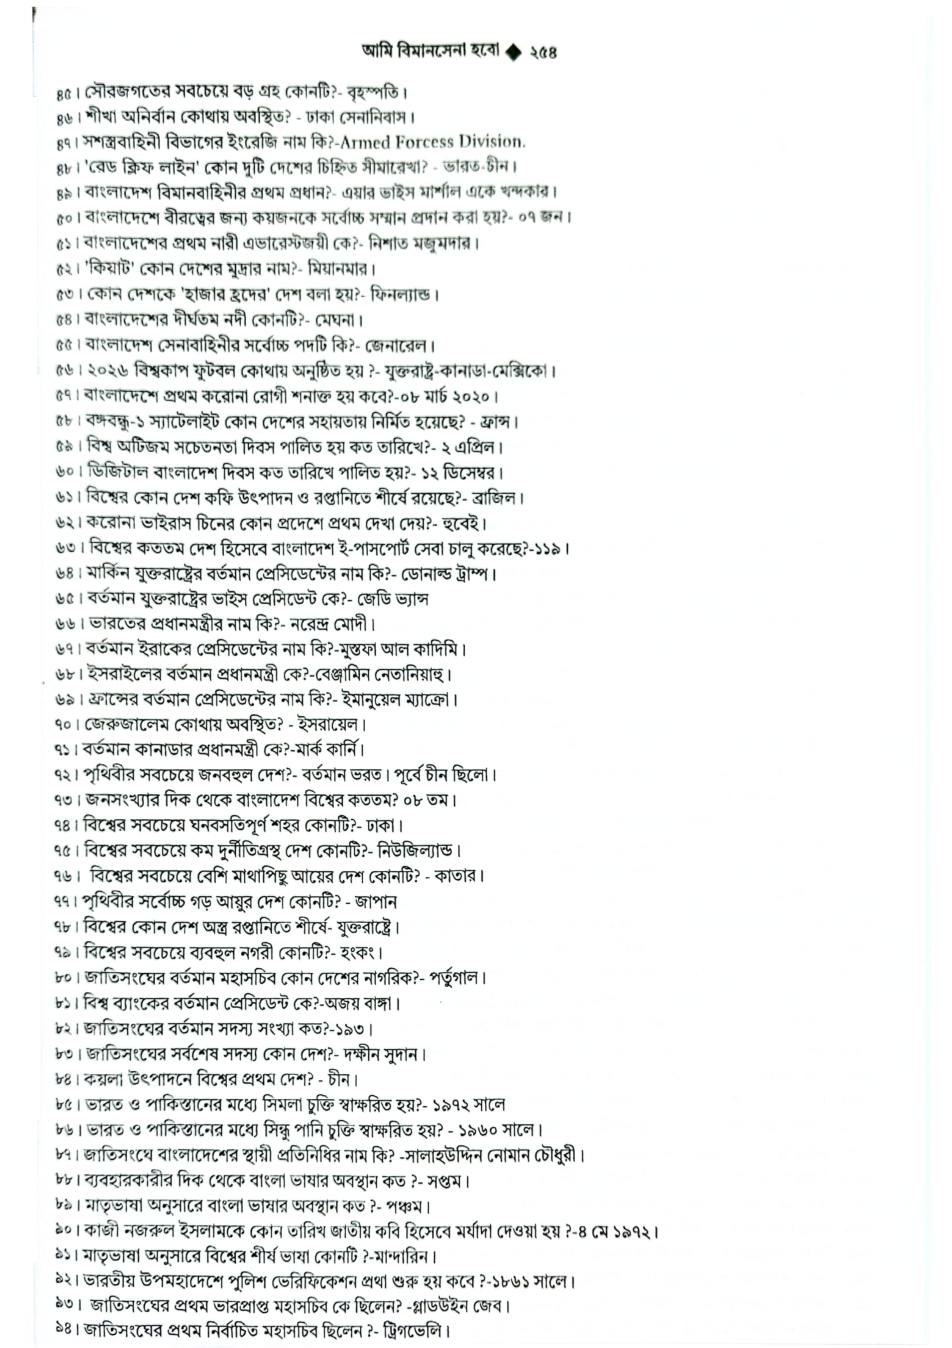 আমি বিমানসেনা হবো ◆ ২৫৪
৪৫। সৌরজগতের সবচেয়ে বড় গ্রহ কোনটি?- বৃহস্পতি।
৪৬। শীখা অনির্বান কোথায় অবস্থিত? - ঢাকা সেনানিবাস।
৪৭। সশস্ত্রবাহিনী বিভাগের ইংরেজি নাম কি?-Armed Forcess Division.
৪৮। 'রেড ক্লিফ লাইন' কোন দুটি দেশের চিহ্নিত সীমারেখা? - ভারত-চীন।
৪৯। বাংলাদেশ বিমানবাহিনীর প্রথম প্রধান?- এয়ার ভাইস মার্শাল একে খন্দকার।
৫০। বাংলাদেশে বীরত্বের জন্য কয়জনকে সর্বোচ্চ সম্মান প্রদান করা হয়?- ০৭ জন।
৫১। বাংলাদেশের প্রথম নারী এভারেস্টজয়ী কে?- নিশাত মজুমদার।
৫২। 'কিয়াট' কোন দেশের মুদ্রার নাম?- মিয়ানমার।
৫৩। কোন দেশকে 'হাজার হ্রদের' দেশ বলা হয়?- ফিনল্যান্ড।
৫৪। বাংলাদেশের দীর্ঘতম নদী কোনটি?- মেঘনা।
৫৫। বাংলাদেশ সেনাবাহিনীর সর্বোচ্চ পদটি কি?- জেনারেল।
৫৬। ২০২৬ বিশ্বকাপ ফুটবল কোথায় অনুষ্ঠিত হয় ?- যুক্তরাষ্ট্র-কানাডা-মেক্সিকো।
৫৭। বাংলাদেশে প্রথম করোনা রোগী শনাক্ত হয় কবে?-০৮ মার্চ ২০২০।
৫৮। বঙ্গবন্ধু-১ স্যাটেলাইট কোন দেশের সহায়তায় নির্মিত হয়েছে? - ফ্রান্স।
৫৯। বিশ্ব অটিজম সচেতনতা দিবস পালিত হয় কত তারিখে?- ২ এপ্রিল।
৬০। ডিজিটাল বাংলাদেশ দিবস কত তারিখে পালিত হয়?- ১২ ডিসেম্বর।
৬১। বিশ্বের কোন দেশ কফি উৎপাদন ও রপ্তানিতে শীর্ষে রয়েছে?- ব্রাজিল।
৬২। করোনা ভাইরাস চিনের কোন প্রদেশে প্রথম দেখা দেয়?- হুবেই।
৬৩। বিশ্বের কততম দেশ হিসেবে বাংলাদেশ ই-পাসপোর্ট সেবা চালু করেছে?-১১৯।
৬৪। মার্কিন যুক্তরাষ্ট্রের বর্তমান প্রেসিডেন্টের নাম কি?- ডোনাল্ড ট্রাম্প।
৬৫। বর্তমান যুক্তরাষ্ট্রের ভাইস প্রেসিডেন্ট কে?- জেডি ভ্যান্স
৬৬। ভারতের প্রধানমন্ত্রীর নাম কি?- নরেন্দ্র মোদী।
৬৭। বর্তমান ইরাকের প্রেসিডেন্টের নাম কি?-মুস্তফা আল কাদিমি।
৬৮। ইসরাইলের বর্তমান প্রধানমন্ত্রী কে?-বেঞ্জামিন নেতানিয়াহু।
৬৯। ফ্রান্সের বর্তমান প্রেসিডেন্টের নাম কি?- ইমানুয়েল ম্যাক্রো।
৭০। জেরুজালেম কোথায় অবস্থিত? - ইসরায়েল।
৭১। বর্তমান কানাডার প্রধানমন্ত্রী কে?-মার্ক কার্নি।
৭২। পৃথিবীর সবচেয়ে জনবহুল দেশ?- বর্তমান ভরত। পূর্বে চীন ছিলো।
৭৩। জনসংখ্যার দিক থেকে বাংলাদেশ বিশ্বের কততম? ০৮ তম।
৭৪। বিশ্বের সবচেয়ে ঘনবসতিপূর্ণ শহর কোনটি?- ঢাকা।
৭৫। বিশ্বের সবচেয়ে কম দুর্নীতিগ্রস্থ দেশ কোনটি?- নিউজিল্যান্ড।
৭৬। বিশ্বের সবচেয়ে বেশি মাথাপিছু আয়ের দেশ কোনটি? - কাতার।
৭৭। পৃথিবীর সর্বোচ্চ গড় আয়ুর দেশ কোনটি? - জাপান
৭৮। বিশ্বের কোন দেশ অস্ত্র রপ্তানিতে শীর্ষে- যুক্তরাষ্ট্রে।
৭৯। বিশ্বের সবচেয়ে ব্যবহুল নগরী কোনটি?- হংকং।
৮০। জাতিসংঘের বর্তমান মহাসচিব কোন দেশের নাগরিক?- পর্তুগাল।
৮১। বিশ্ব ব্যাংকের বর্তমান প্রেসিডেন্ট কে?-অজয় বাঙ্গা।
৮২। জাতিসংঘের বর্তমান সদস্য সংখ্যা কত?-১৯৩।
৮৩। জাতিসংঘের সর্বশেষ সদস্য কোন দেশ?- দক্ষীন সুদান।
৮৪। কয়লা উৎপাদনে বিশ্বের প্রথম দেশ? - চীন।
৮৫। ভারত ও পাকিস্তানের মধ্যে সিমলা চুক্তি স্বাক্ষরিত হয়?- ১৯৭২ সালে
৮৬। ভারত ও পাকিস্তানের মধ্যে সিন্ধু পানি চুক্তি স্বাক্ষরিত হয়? - ১৯৬০ সালে।
৮৭। জাতিসংঘে বাংলাদেশের স্থায়ী প্রতিনিধির নাম কি? -সালাহউদ্দিন নোমান চৌধুরী।
৮৮। ব্যবহারকারীর দিক থেকে বাংলা ভাষার অবস্থান কত ?- সপ্তম।
৮৯। মাতৃভাষা অনুসারে বাংলা ভাষার অবস্থান কত ?- পঞ্চম।
৯০। কাজী নজরুল ইসলামকে কোন তারিখ জাতীয় কবি হিসেবে মর্যাদা দেওয়া হয় ?-৪ মে ১৯৭২।
৯১। মাতৃভাষা অনুসারে বিশ্বের শীর্ষ ভাষা কোনটি ?-মান্দারিন।
৯২। ভারতীয় উপমহাদেশে পুলিশ ভেরিফিকেশন প্রথা শুরু হয় কবে ?-১৮৬১ সালে।
৯৩। জাতিসংঘের প্রথম ভারপ্রাপ্ত মহাসচিব কে ছিলেন? -গ্লাডউইন জেব।
৯৪। জাতিসংঘের প্রথম নির্বাচিত মহাসচিব ছিলেন ?- ট্রিগভেলি।